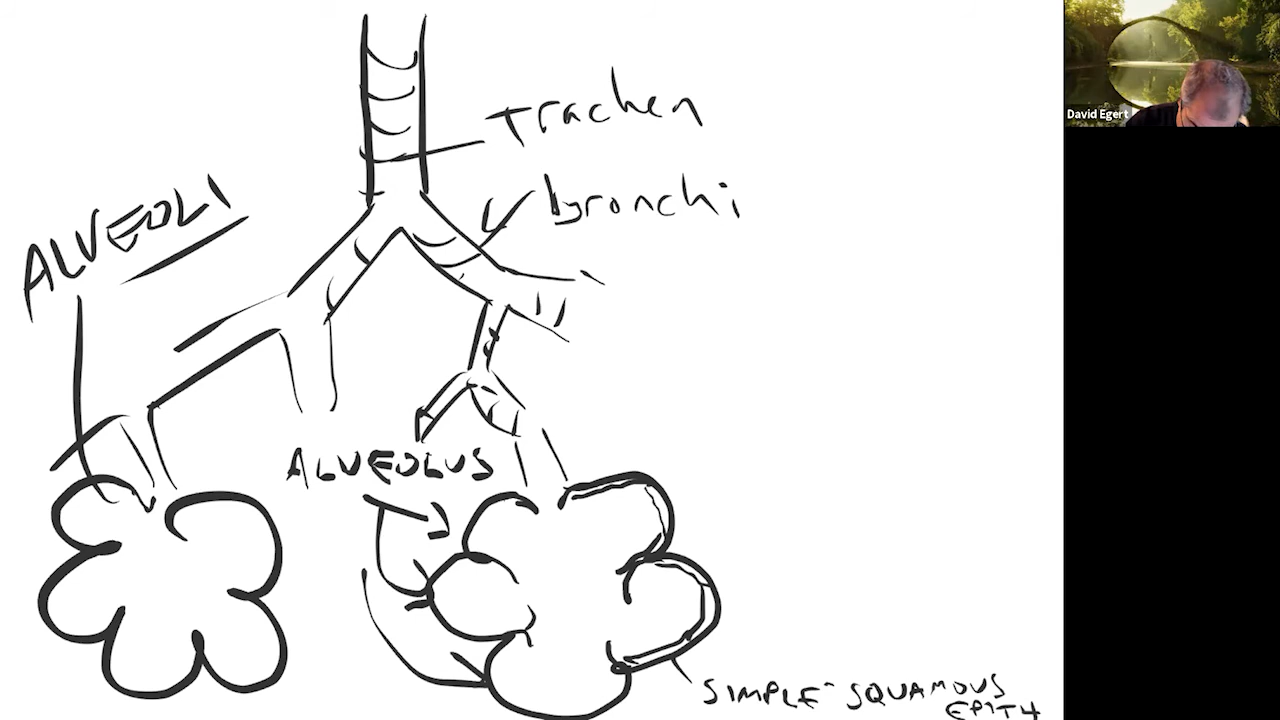 Trachea
bronchi
ALVEOLI
ALVEOLUS
SIMPLE SQUAMOUS
EPITH
David Egert